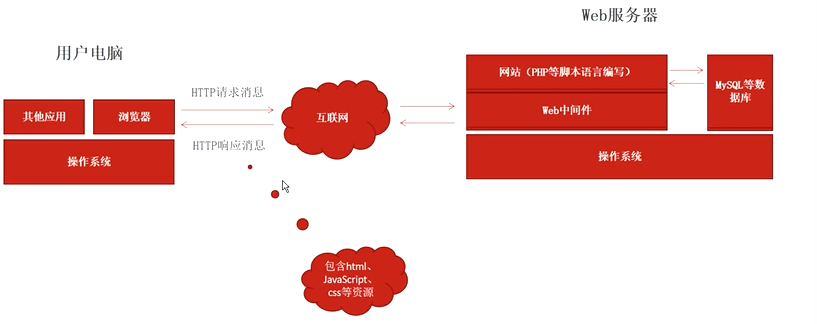 Web服务器
用户电脑
网站（PHP等脚本语言编写）
MySQL等数
据库
HTTP请求消息
其他应用
浏览器
互联网
Web中间件
HTTP响应消息
操作系统
操作系统
包含html、
JavaScript、
css等资源